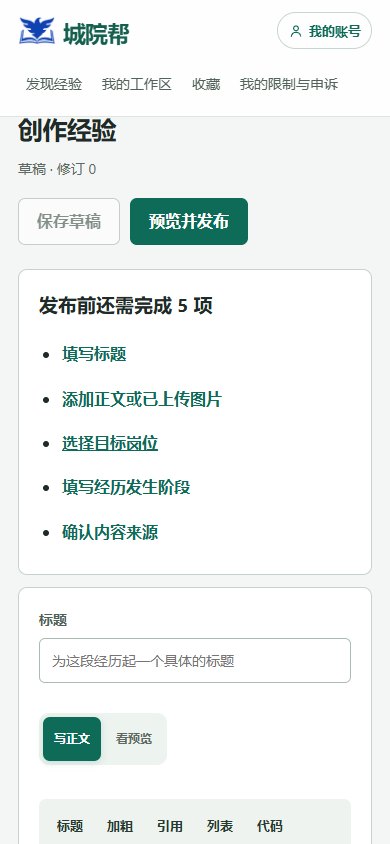 城院帮
我的账号
发现经验 我的工作区 收藏 我的限制与申诉
创作经验
草稿 · 修订 0
保存草稿 预览并发布
发布前还需完成 5 项
填写标题
添加正文或已上传图片
选择目标岗位
填写经历发生阶段
确认内容来源
标题
为这段经历起一个具体的标题
写正文 看预览
标题 加粗 引用 列表 代码